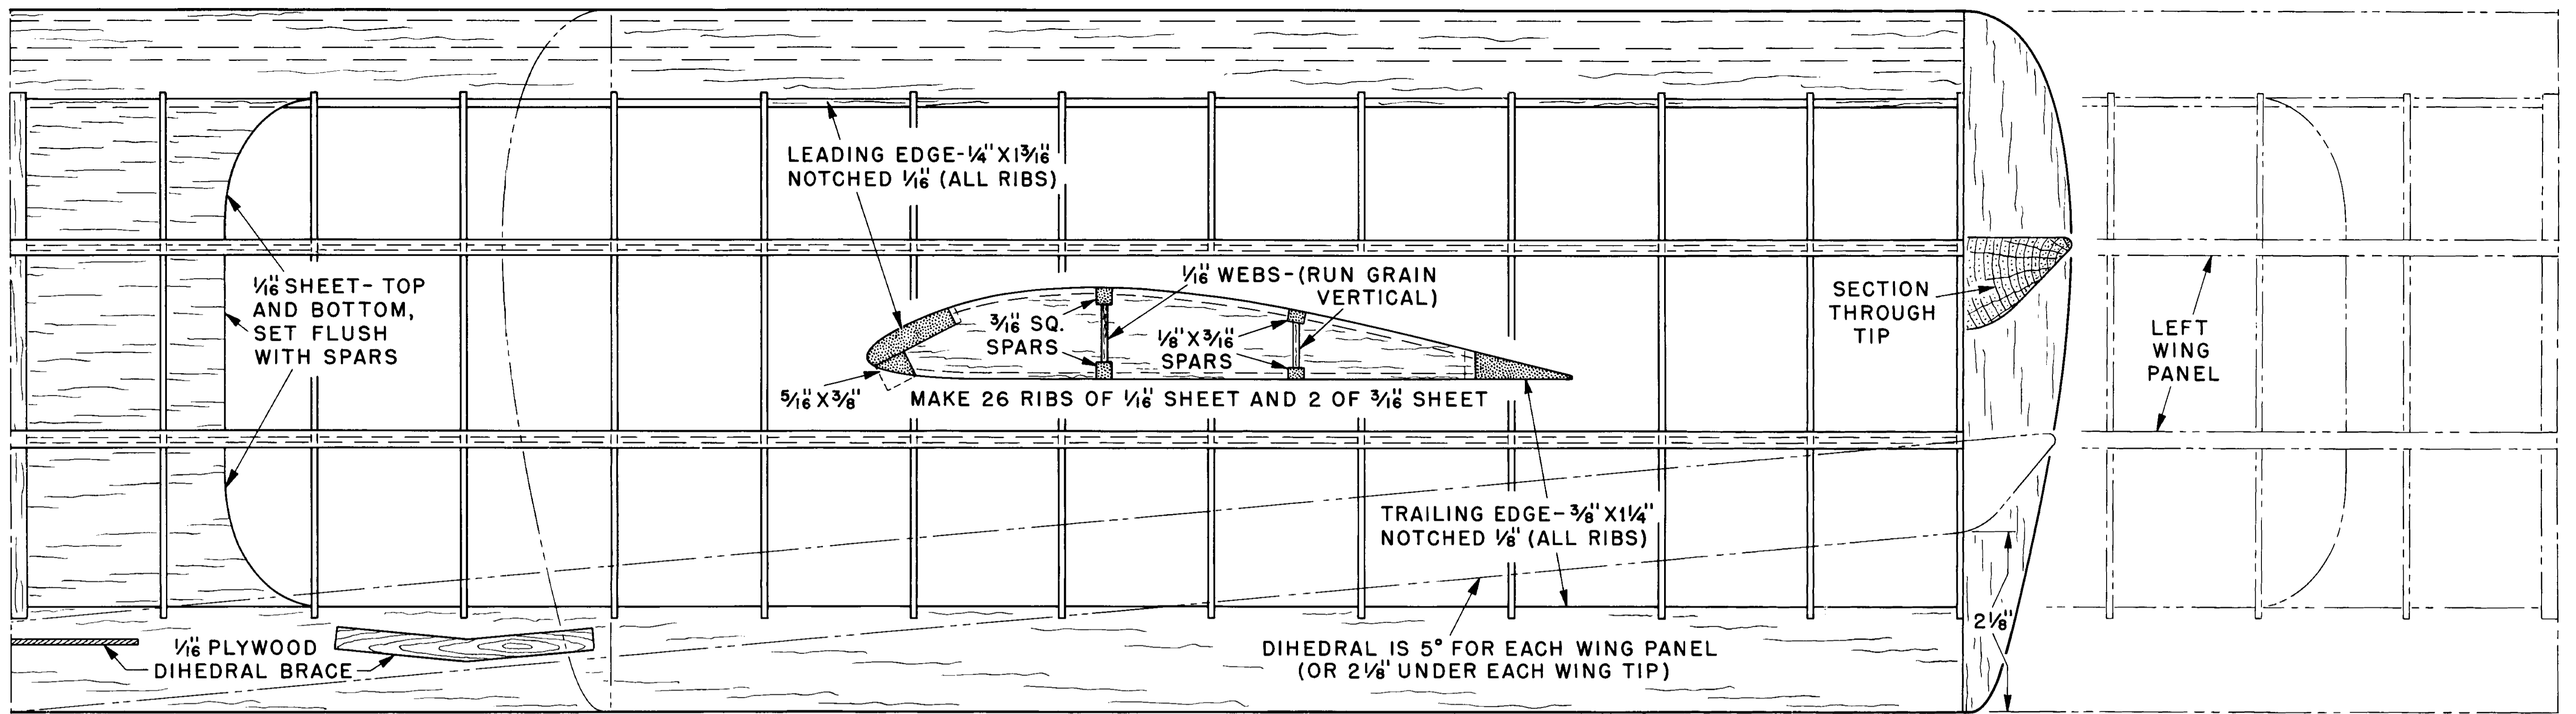 LEADING EDGE-1/4" X 1 3/16"
NOTCHED 1/16" (ALL RIBS)
1/16" SHEET- TOP
AND BOTTOM,
SET FLUSH
WITH SPARS
1/16" WEBS-(RUN GRAIN
VERTICAL)
3/16" SQ.
SPARS
1/8" X 3/16"
SPARS
5/16" X 3/8"
MAKE 26 RIBS OF 1/16" SHEET AND 2 OF 3/16" SHEET
SECTION
THROUGH
TIP
LEFT
WING
PANEL
TRAILING EDGE- 3/8" X 1 1/4"
NOTCHED 1/8" (ALL RIBS)
1/16" PLYWOOD
DIHEDRAL BRACE
DIHEDRAL IS 5° FOR EACH WING PANEL
(OR 2 1/8" UNDER EACH WING TIP)
2 1/8"